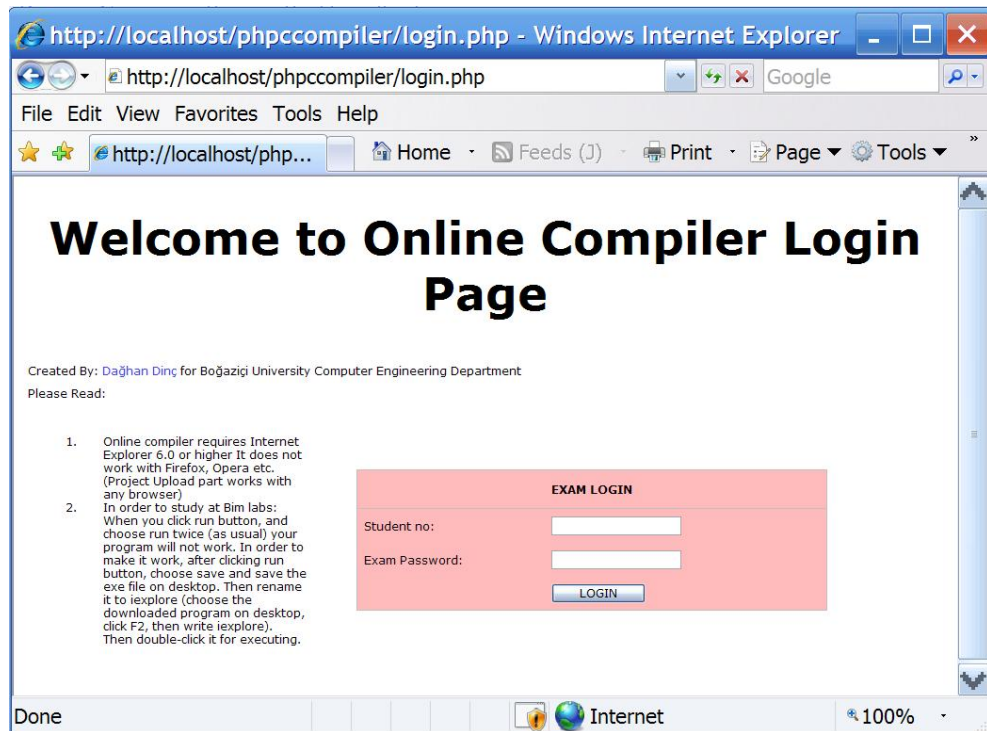 http://localhost/phpccompiler/login.php - Windows Internet Explorer
http://localhost/phpccompiler/login.php
Google
File Edit View Favorites Tools Help
http://localhost/php...
Home
Feeds (J)
Print
Page
Tools
»
Welcome to Online Compiler Login
Page
Created By: Dağhan Dinç for Boğaziçi University Computer Engineering Department
Please Read:
1. Online compiler requires Internet
Explorer 6.0 or higher It does not
work with Firefox, Opera etc.
(Project Upload part works with
any browser)
2. In order to study at Bim labs:
When you click run button, and
choose run twice (as usual) your
program will not work. In order to
make it work, after clicking run
button, choose save and save the
exe file on desktop. Then rename
it to iexplore (choose the
downloaded program on desktop,
click F2, then write iexplore).
Then double-click it for executing.
EXAM LOGIN
Student no:
Exam Password:
LOGIN
Done
Internet
100%